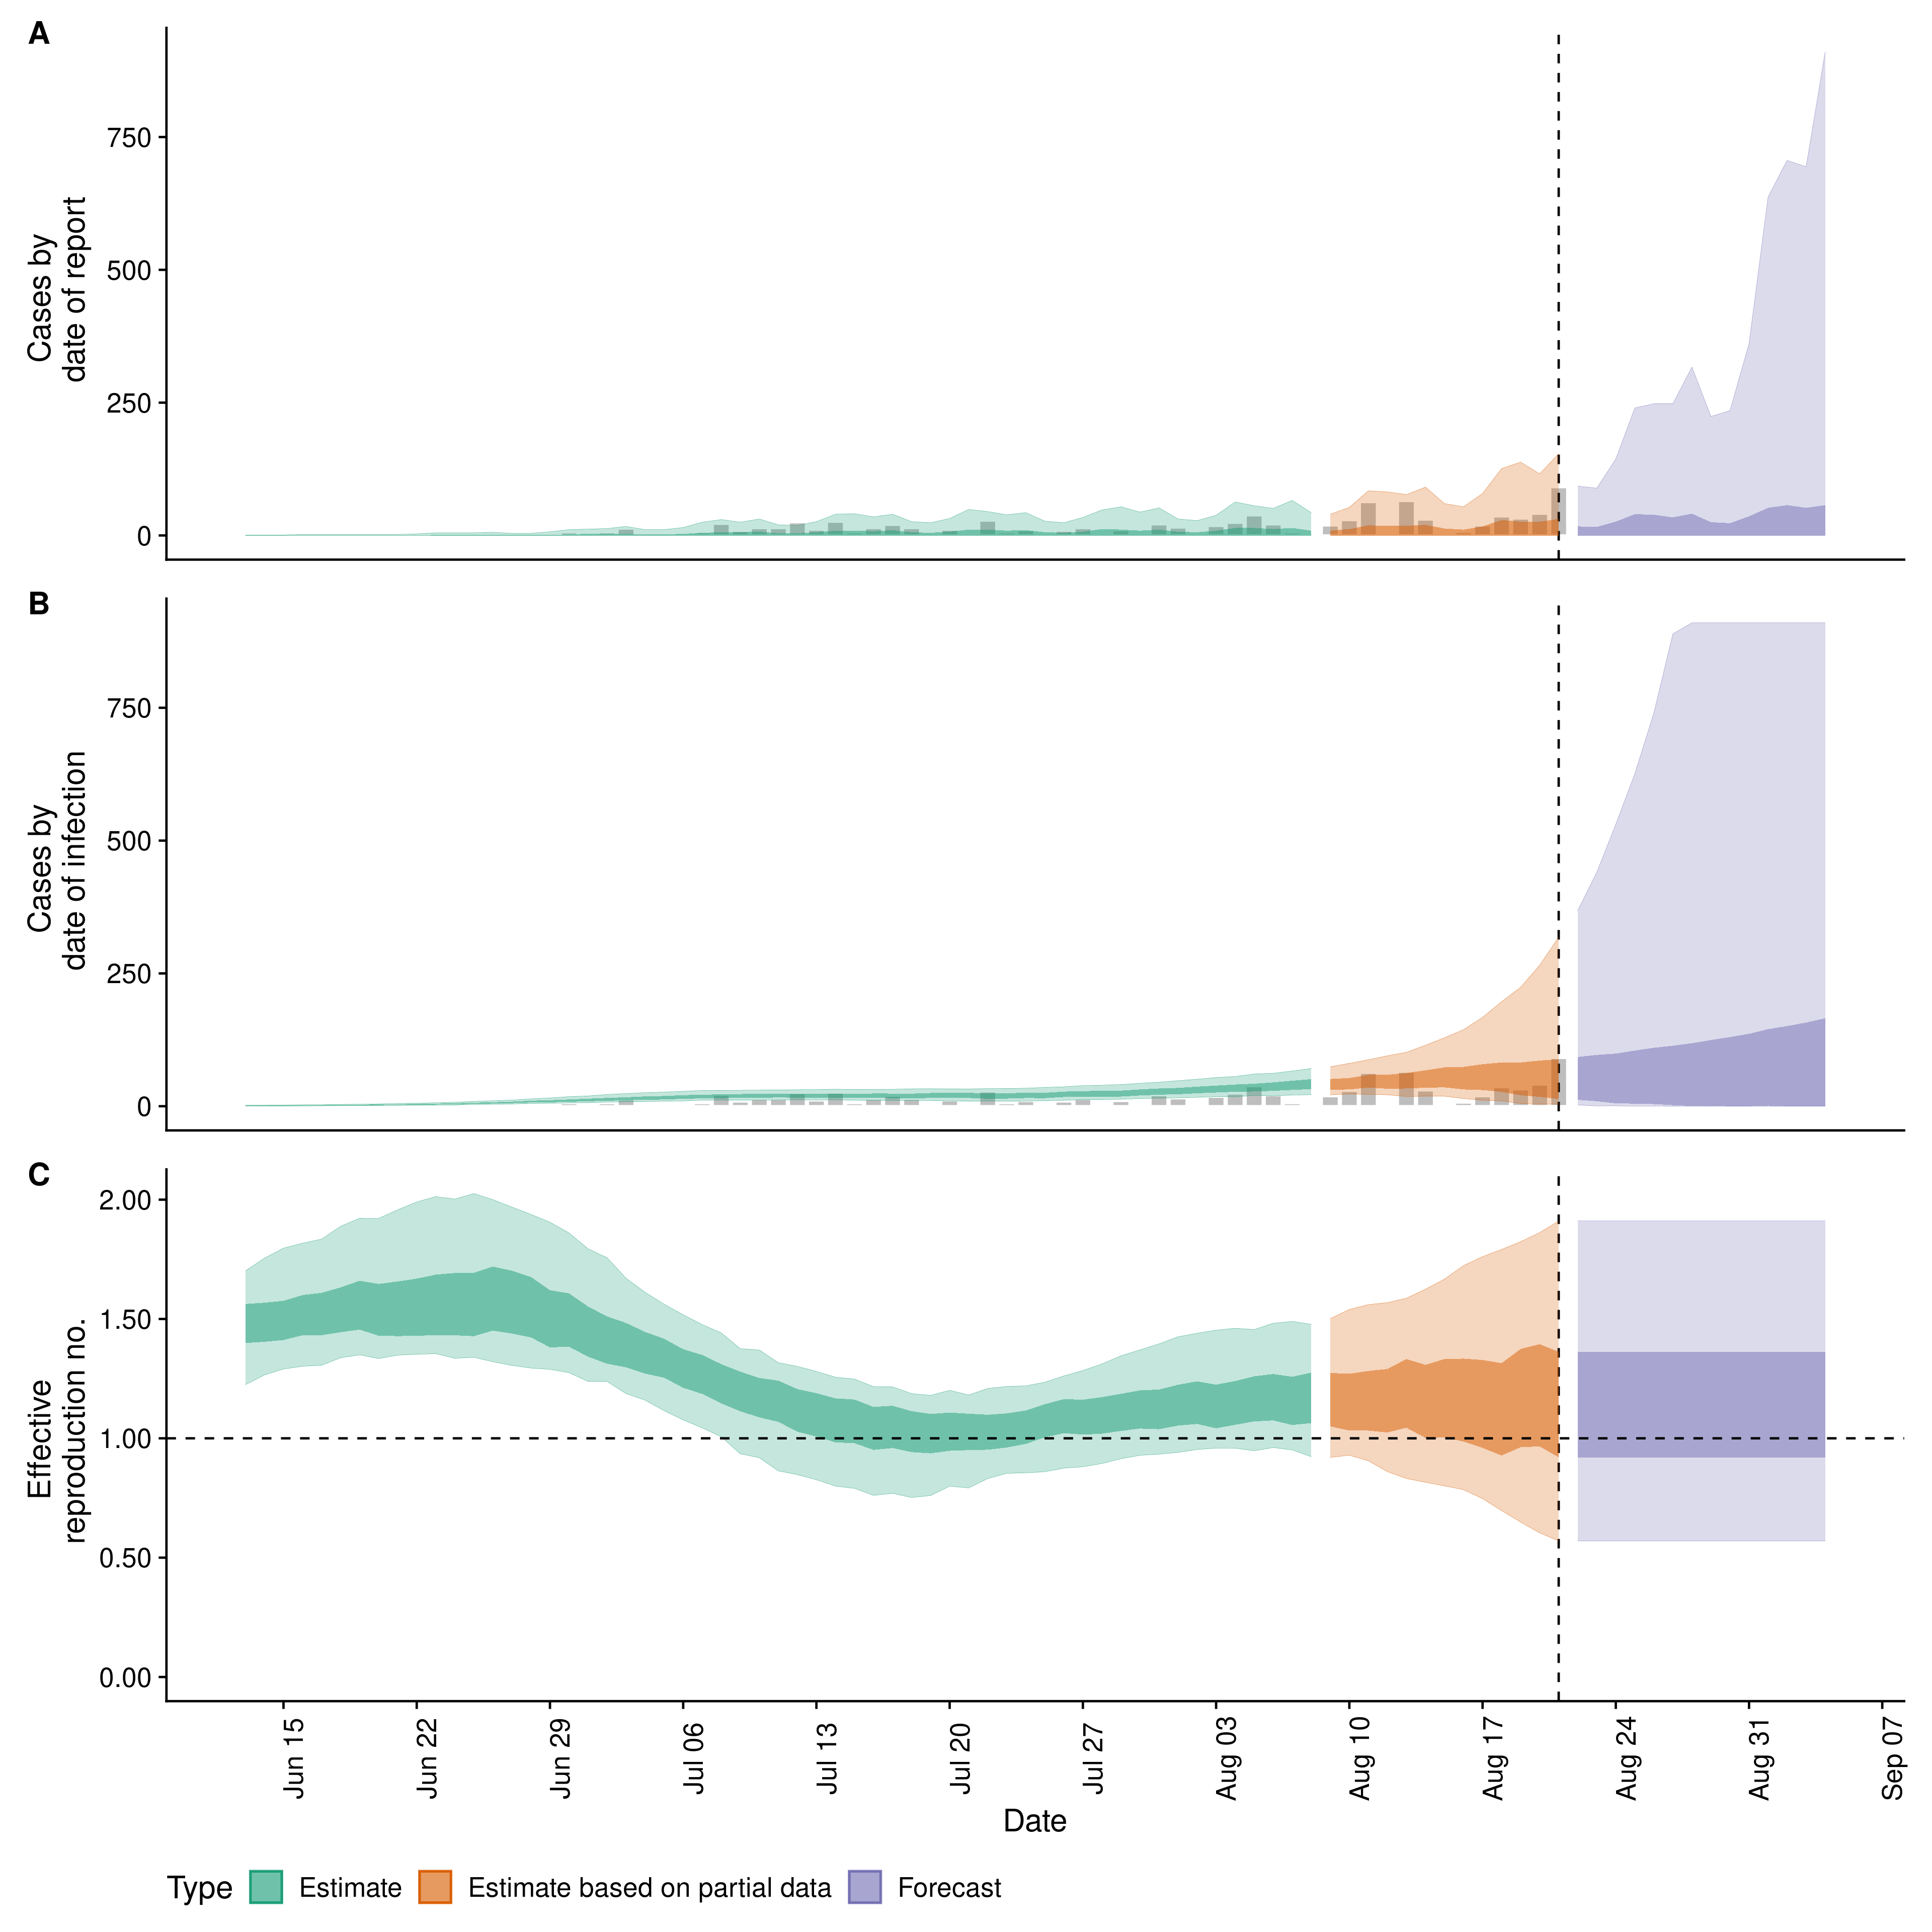 A
Cases by
date of report
750
500
250
0
B
Cases by
date of infection
750
500
250
0
C
Effective
reproduction no.
2.00
1.50
1.00
0.50
0.00
Jun 15
Jun 22
Jun 29
Jul 06
Jul 13
Jul 20
Jul 27
Aug 03
Aug 10
Aug 17
Aug 24
Aug 31
Sep 07
Date
Type Estimate Estimate based on partial data Forecast